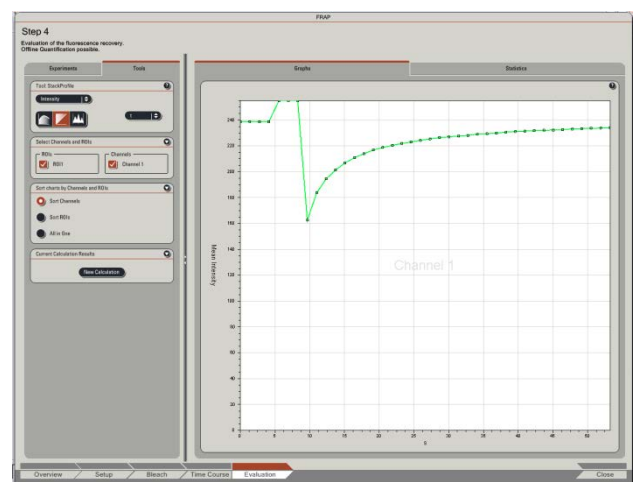 FRAP
Step 4
Evaluation of the fluorescence recovery.
Offline Quantification possible.
Experiments
Tools
Tool: StackProfile
Intensity
1
Select Channels and ROIs
ROIs
ROI1
Channels
Channel 1
Sort charts by Channels and ROIs
Sort Channels
Sort ROIs
All in One
Current Calculation Results
New Calculation
Graphs
Statistics
240
220
200
180
160
140
120
100
80
60
40
20
0
Mean Intensity
Channel 1
0 5 10 15 20 25 30 35 40 45 50
s
Overview
Setup
Bleach
Time Course
Evaluation
Close